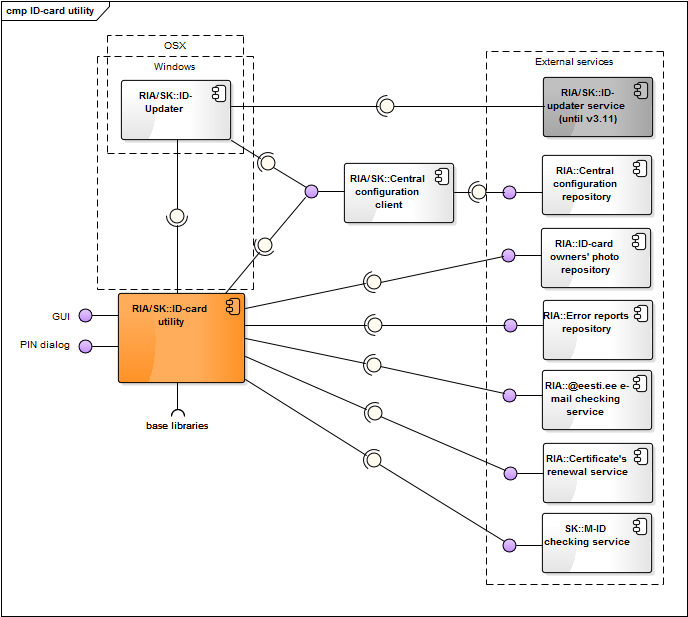 cmp ID-card utility
OSX
Windows
RIA/SK::ID-
Updater
External services
RIA/SK::ID-
updater service
(until v3.11)
RIA/SK::Central
configuration
client
RIA::Central
configuration
repository
RIA::ID-card
owners' photo
repository
RIA/SK::ID-card
utility
GUI
PIN dialog
base libraries
RIA::Error reports
repository
RIA::@eesti.ee e-
mail checking
service
RIA::Certificate's
renewal service
SK::M-ID
checking service